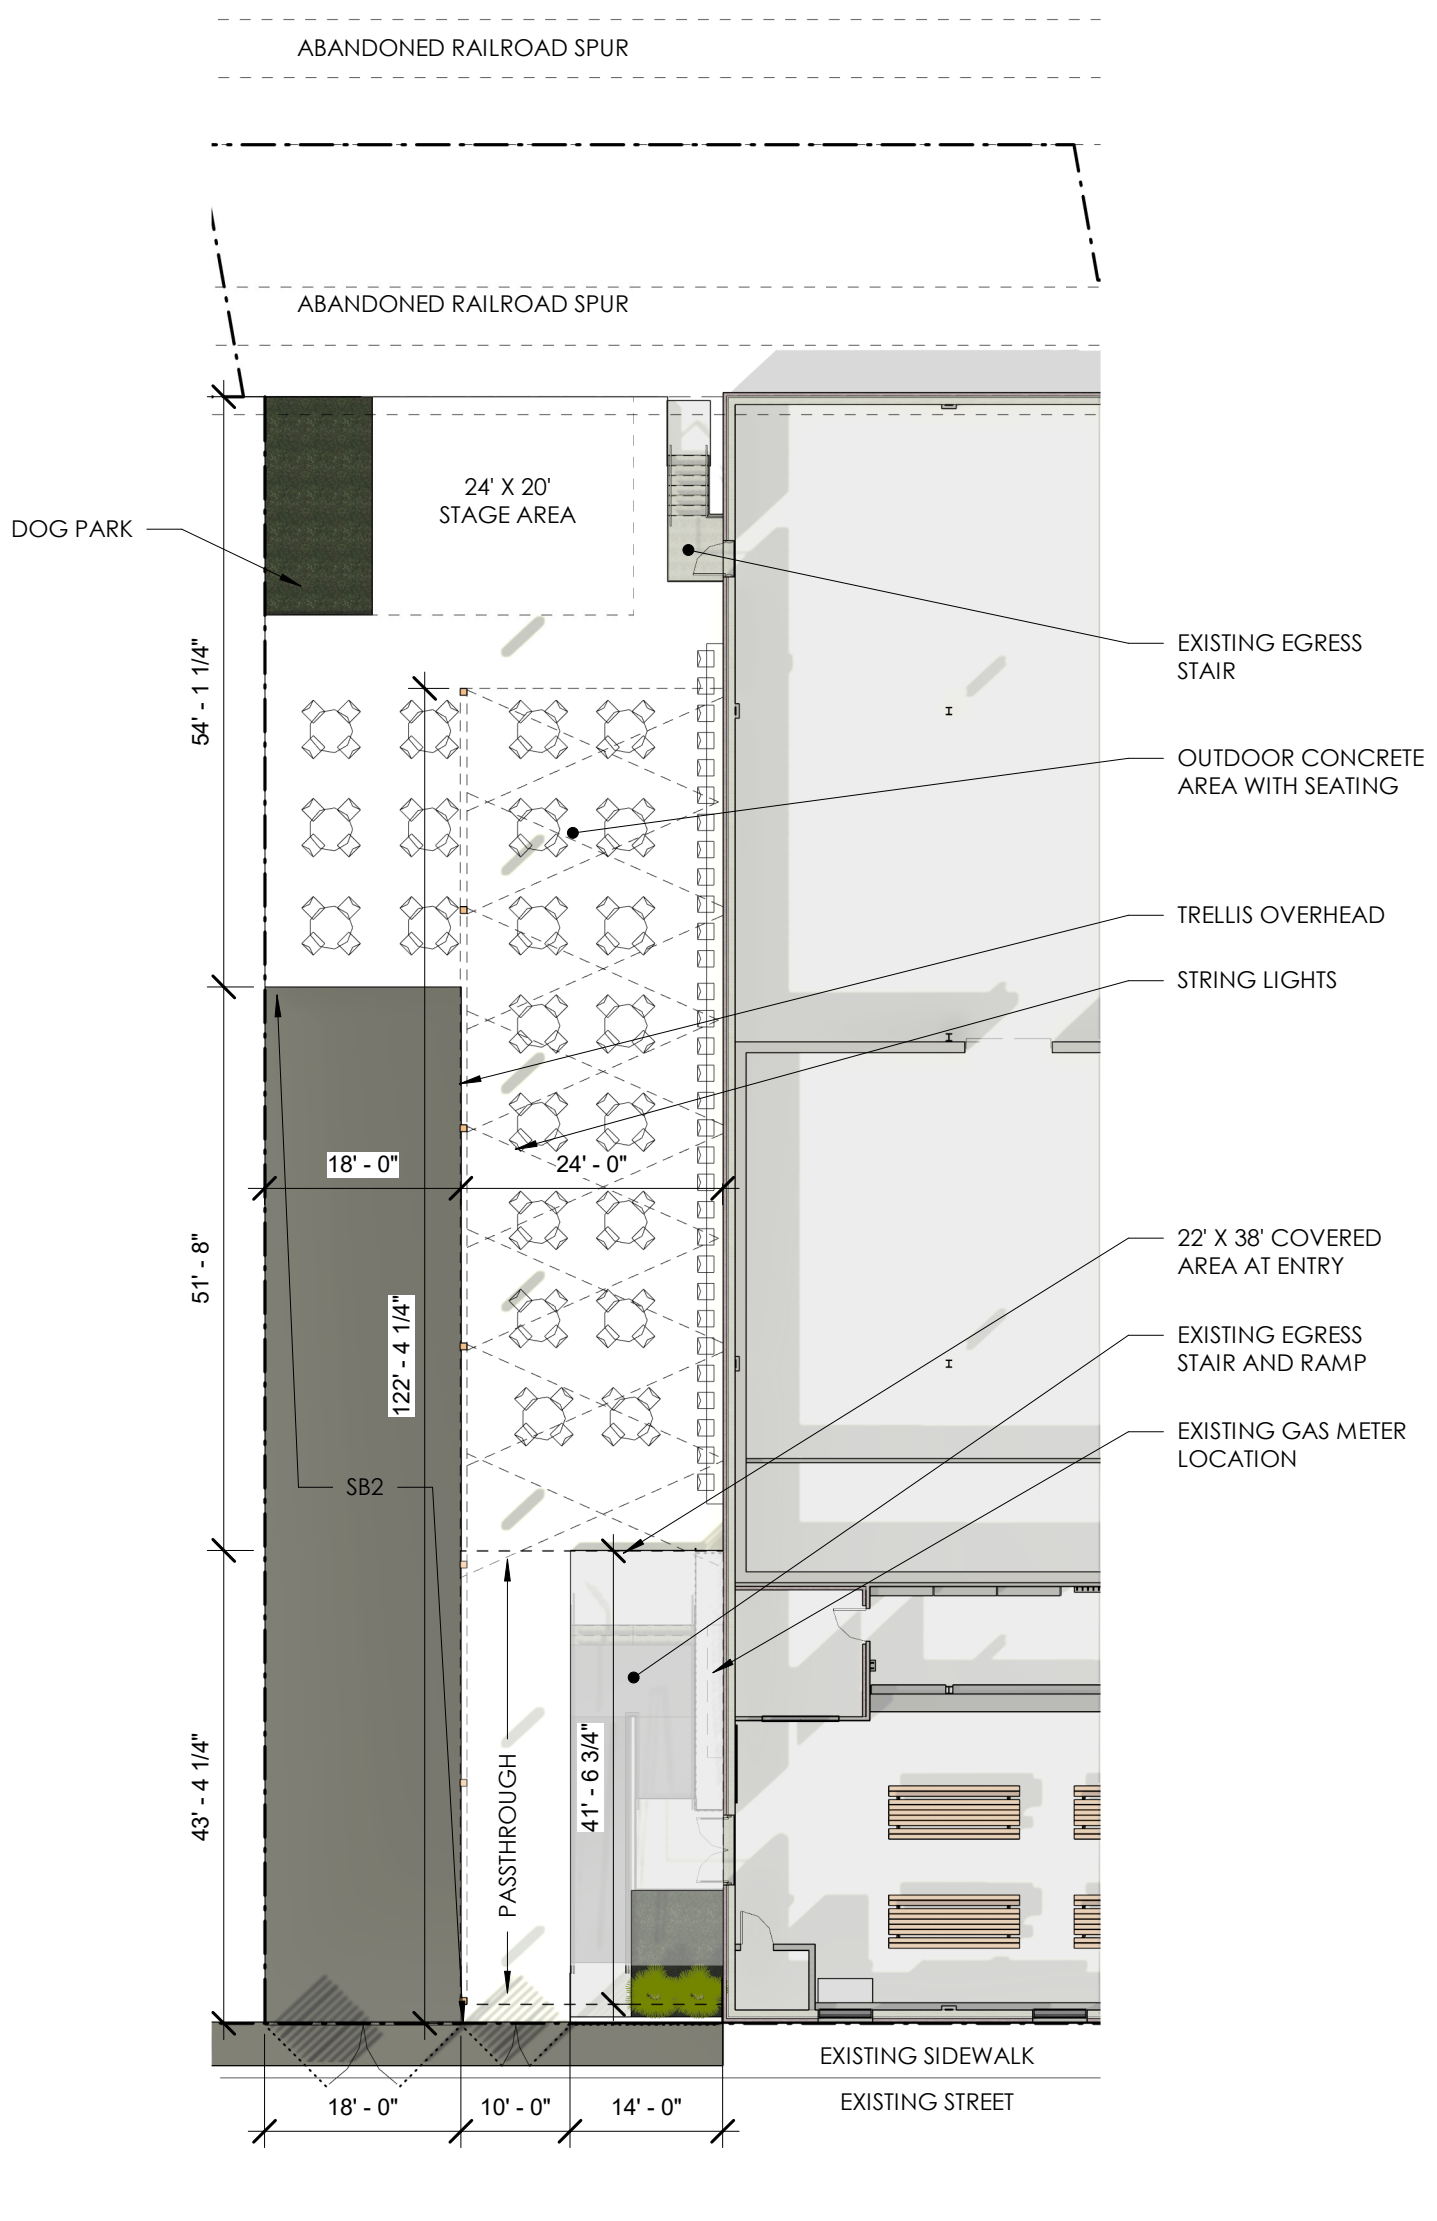 ABANDONED RAILROAD SPUR
ABANDONED RAILROAD SPUR
24' X 20'
STAGE AREA
DOG PARK
EXISTING EGRESS
STAIR
54' - 1 1/4"
OUTDOOR CONCRETE
AREA WITH SEATING
TRELLIS OVERHEAD
STRING LIGHTS
18' - 0"
24' - 0"
51' - 8"
22' X 38' COVERED
AREA AT ENTRY
122' - 4 1/4"
EXISTING EGRESS
STAIR AND RAMP
EXISTING GAS METER
LOCATION
SB2
43' - 4 1/4"
PASSTHROUGH
41' - 6 3/4"
EXISTING SIDEWALK
EXISTING STREET
18' - 0"
10' - 0"
14' - 0"